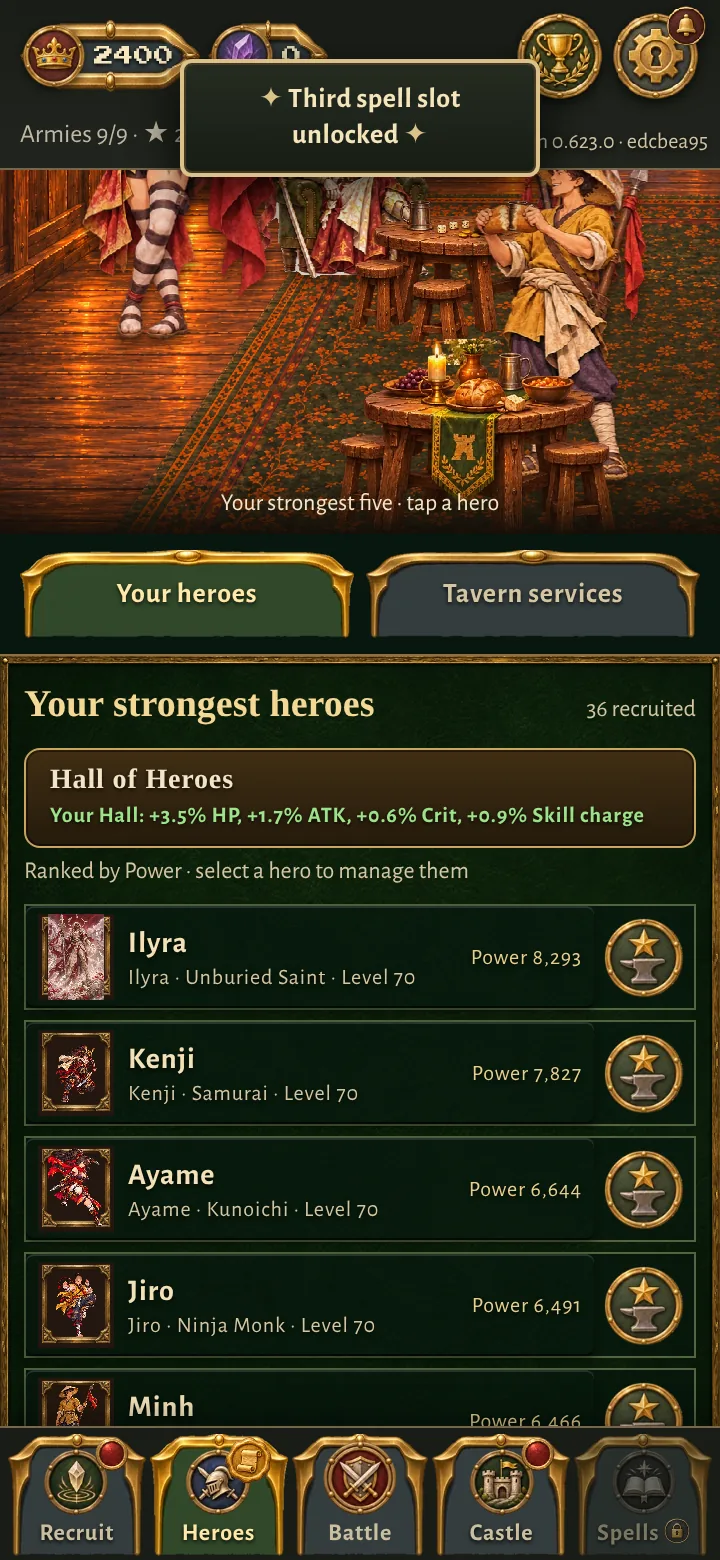 2400
0
✦ Third spell slot
unlocked ✦
Armies 9/9 · ★
0.623.0 · edcbea95
Your strongest five · tap a hero
Your heroes
Tavern services
Your strongest heroes
36 recruited
Hall of Heroes
Your Hall: +3.5% HP, +1.7% ATK, +0.6% Crit, +0.9% Skill charge
Ranked by Power · select a hero to manage them
Ilyra
Ilyra · Unburied Saint · Level 70
Power 8,293
Kenji
Kenji · Samurai · Level 70
Power 7,827
Ayame
Ayame · Kunoichi · Level 70
Power 6,644
Jiro
Jiro · Ninja Monk · Level 70
Power 6,491
Minh
Power 6,466
Recruit
Heroes
Battle
Castle
Spells